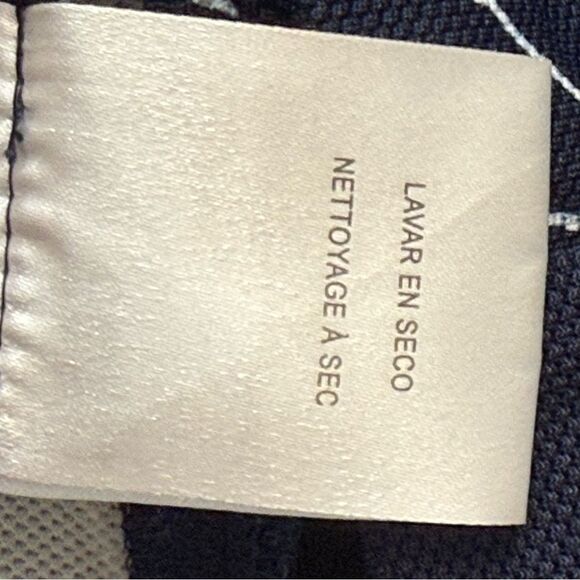 LAVAR EN SECO
NETTOYAGE À SEC